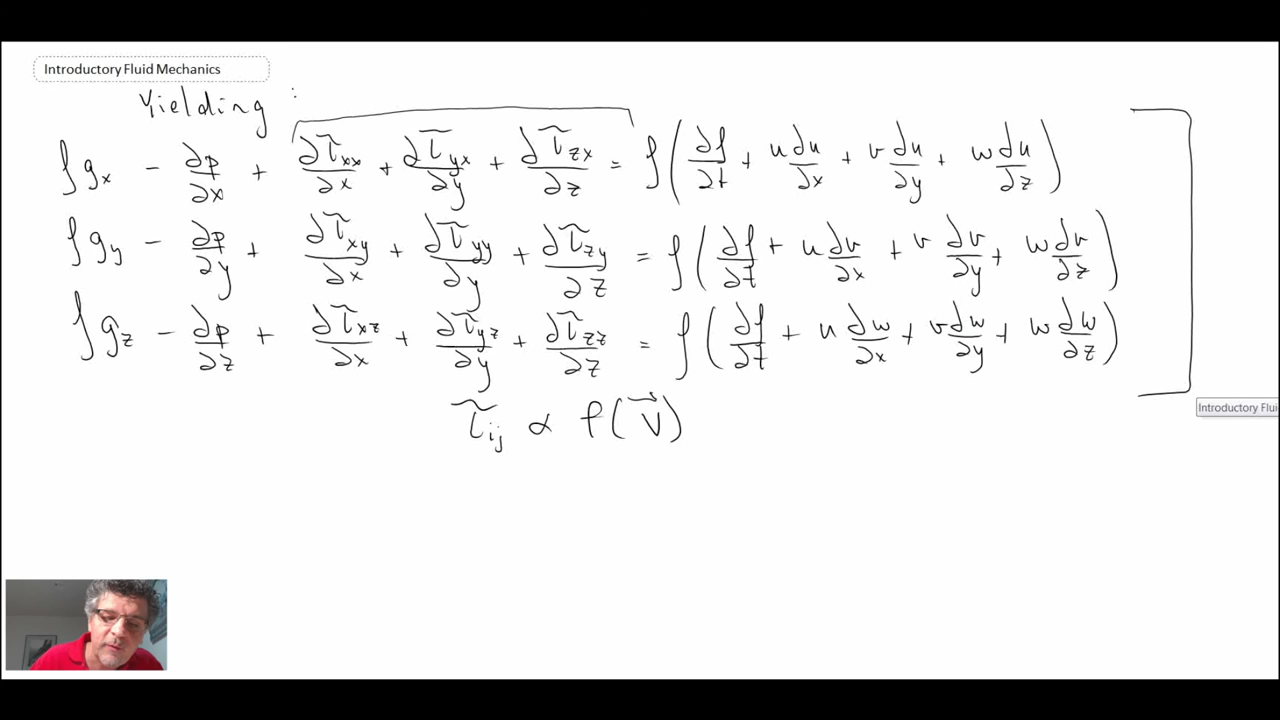 Introductory Fluid Mechanics
Yielding :
ρg_x − ∂p/∂x + ∂τ_xx/∂x + ∂τ_yx/∂y + ∂τ_zx/∂z = ρ(∂ρ/∂t + u ∂u/∂x + v ∂u/∂y + w ∂u/∂z)
ρg_y − ∂p/∂y + ∂τ_xy/∂x + ∂τ_yy/∂y + ∂τ_zy/∂z = ρ(∂ρ/∂t + u ∂v/∂x + v ∂v/∂y + w ∂v/∂z)
ρg_z − ∂p/∂z + ∂τ_xz/∂x + ∂τ_yz/∂y + ∂τ_zz/∂z = ρ(∂ρ/∂t + u ∂w/∂x + v ∂w/∂y + w ∂w/∂z)
Introductory Flui
τ_ij ∝ f(V⃗)